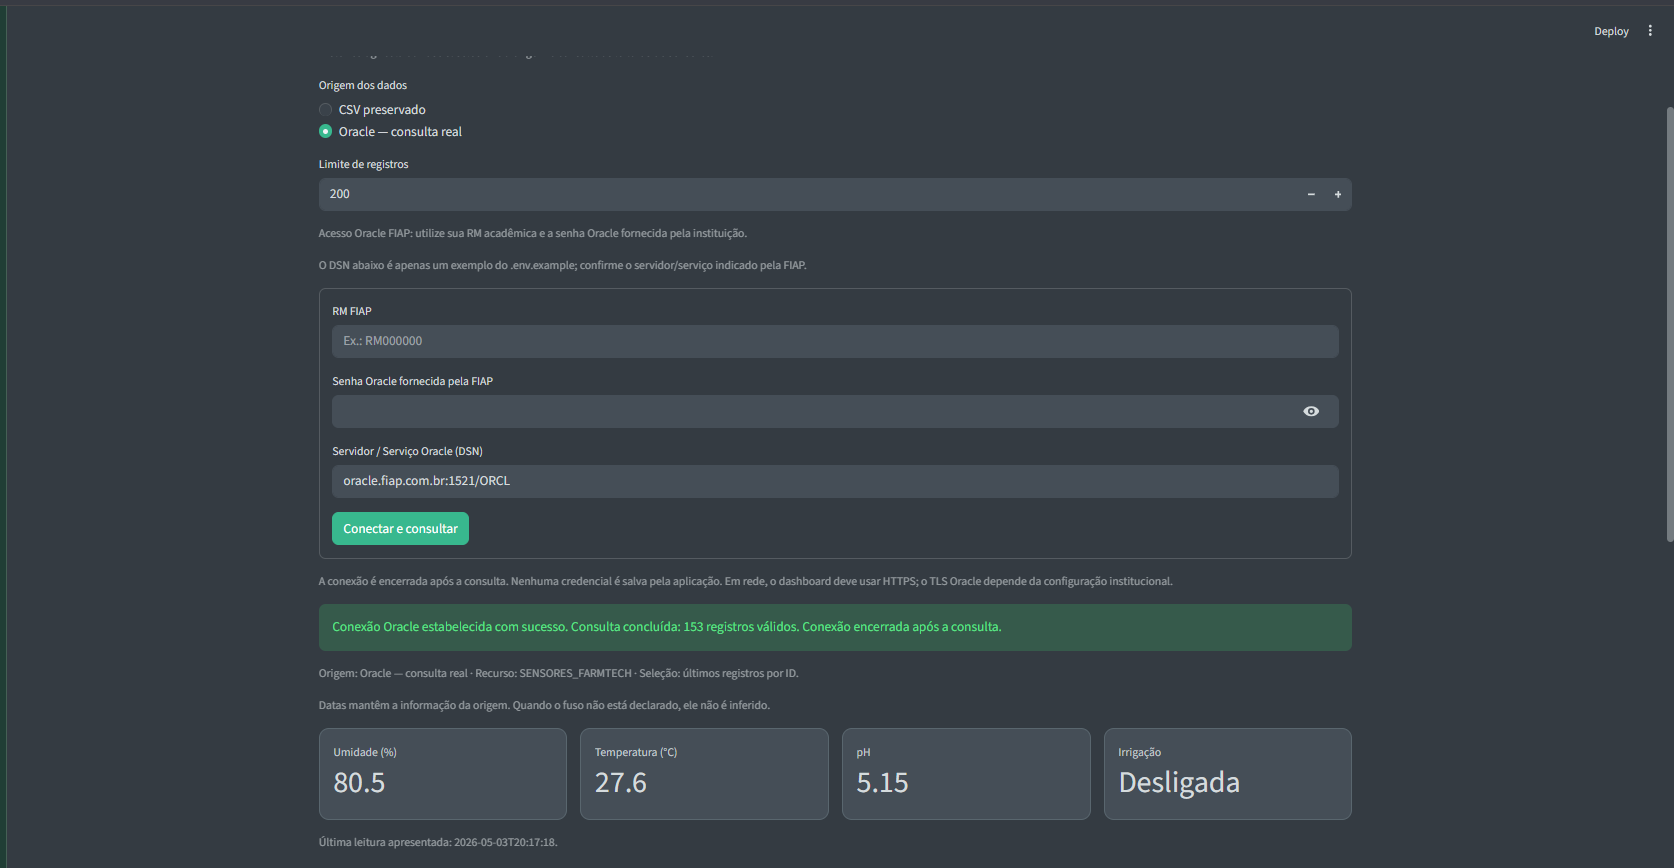 Deploy
Origem dos dados
CSV preservado
Oracle — consulta real
Limite de registros
200
Acesso Oracle FIAP: utilize sua RM acadêmica e a senha Oracle fornecida pela instituição.
O DSN abaixo é apenas um exemplo do .env.example; confirme o servidor/serviço indicado pela FIAP.
RM FIAP
Ex.: RM000000
Senha Oracle fornecida pela FIAP
Servidor / Serviço Oracle (DSN)
oracle.fiap.com.br:1521/ORCL
Conectar e consultar
A conexão é encerrada após a consulta. Nenhuma credencial é salva pela aplicação. Em rede, o dashboard deve usar HTTPS; o TLS Oracle depende da configuração institucional.
Conexão Oracle estabelecida com sucesso. Consulta concluída: 153 registros válidos. Conexão encerrada após a consulta.
Origem: Oracle — consulta real · Recurso: SENSORES_FARMTECH · Seleção: últimos registros por ID.
Datas mantêm a informação da origem. Quando o fuso não está declarado, ele não é inferido.
Umidade (%)
80.5
Temperatura (°C)
27.6
pH
5.15
Irrigação
Desligada
Última leitura apresentada: 2026-05-03T20:17:18.